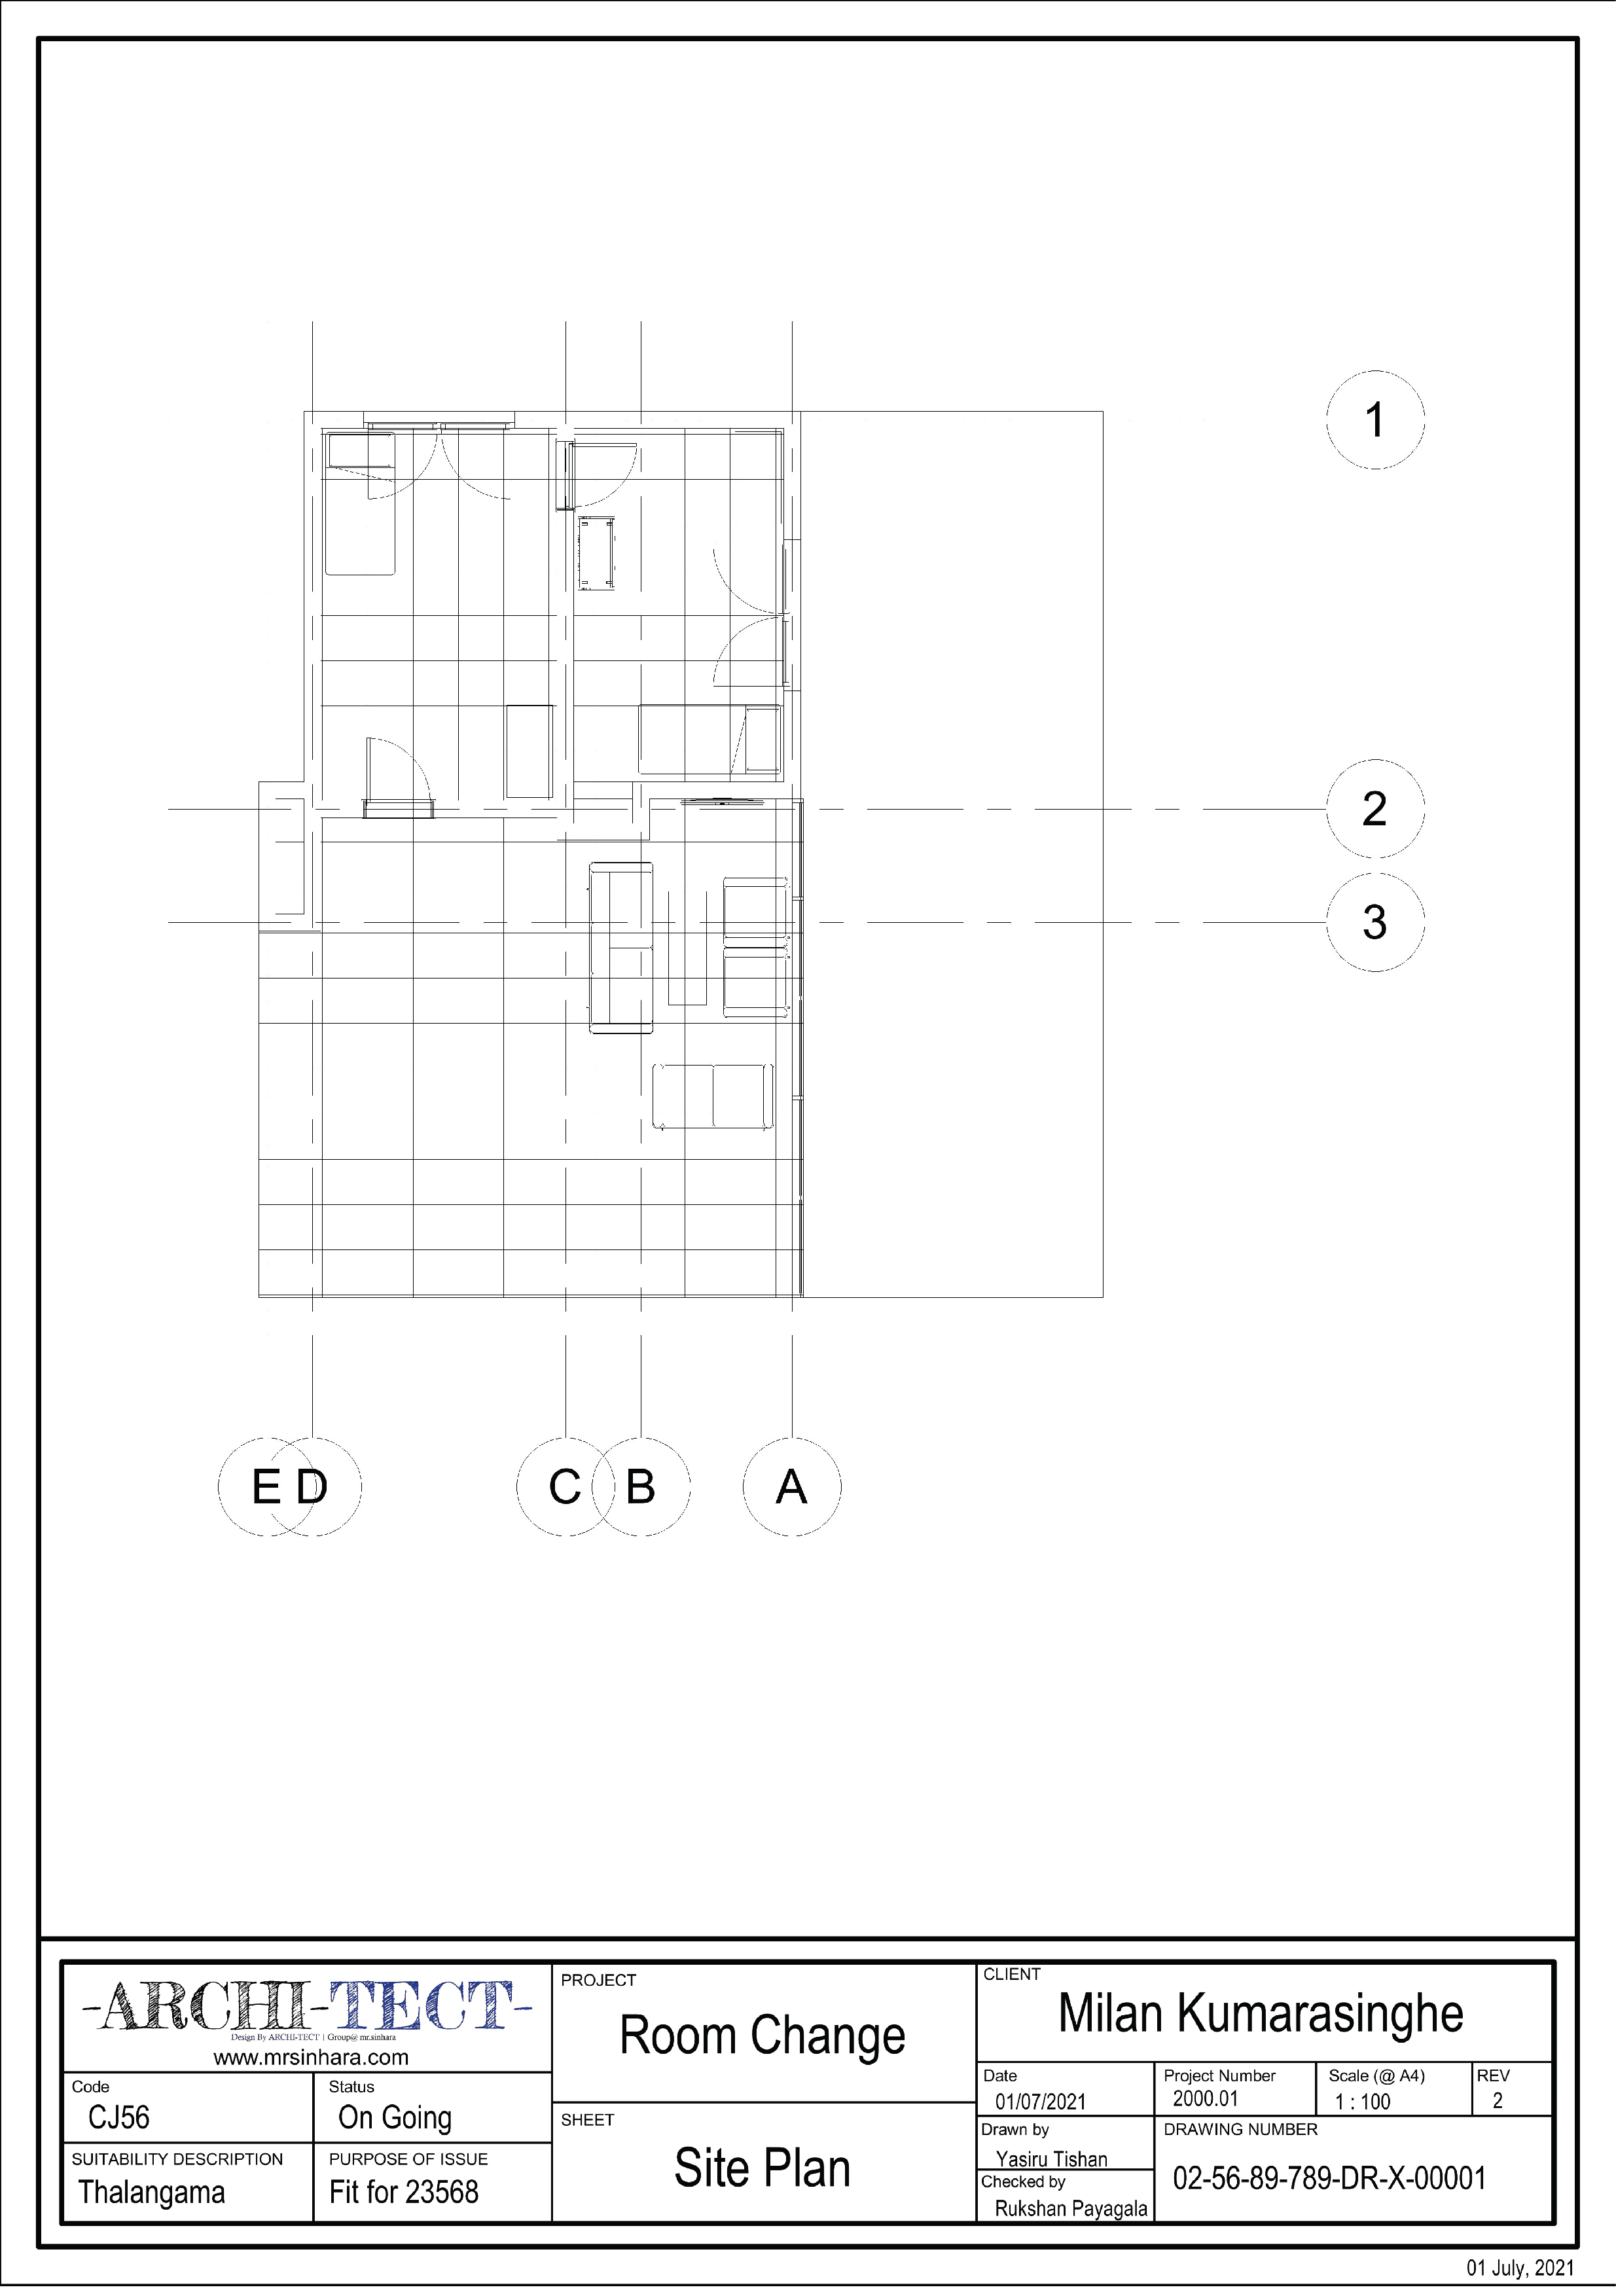 1
2
3
E D C B A
-ARCHI-TECT-
Design By ARCHI-TECT | Group@ mr.sinhara
www.mrsinhara.com
Code
CJ56
Status
On Going
SUITABILITY DESCRIPTION
Thalangama
PURPOSE OF ISSUE
Fit for 23568
PROJECT
Room Change
SHEET
Site Plan
CLIENT
Milan Kumarasinghe
Date
01/07/2021
Project Number
2000.01
Scale (@ A4)
1 : 100
REV
2
Drawn by
Yasiru Tishan
Checked by
Rukshan Payagala
DRAWING NUMBER
02-56-89-789-DR-X-00001
01 July, 2021